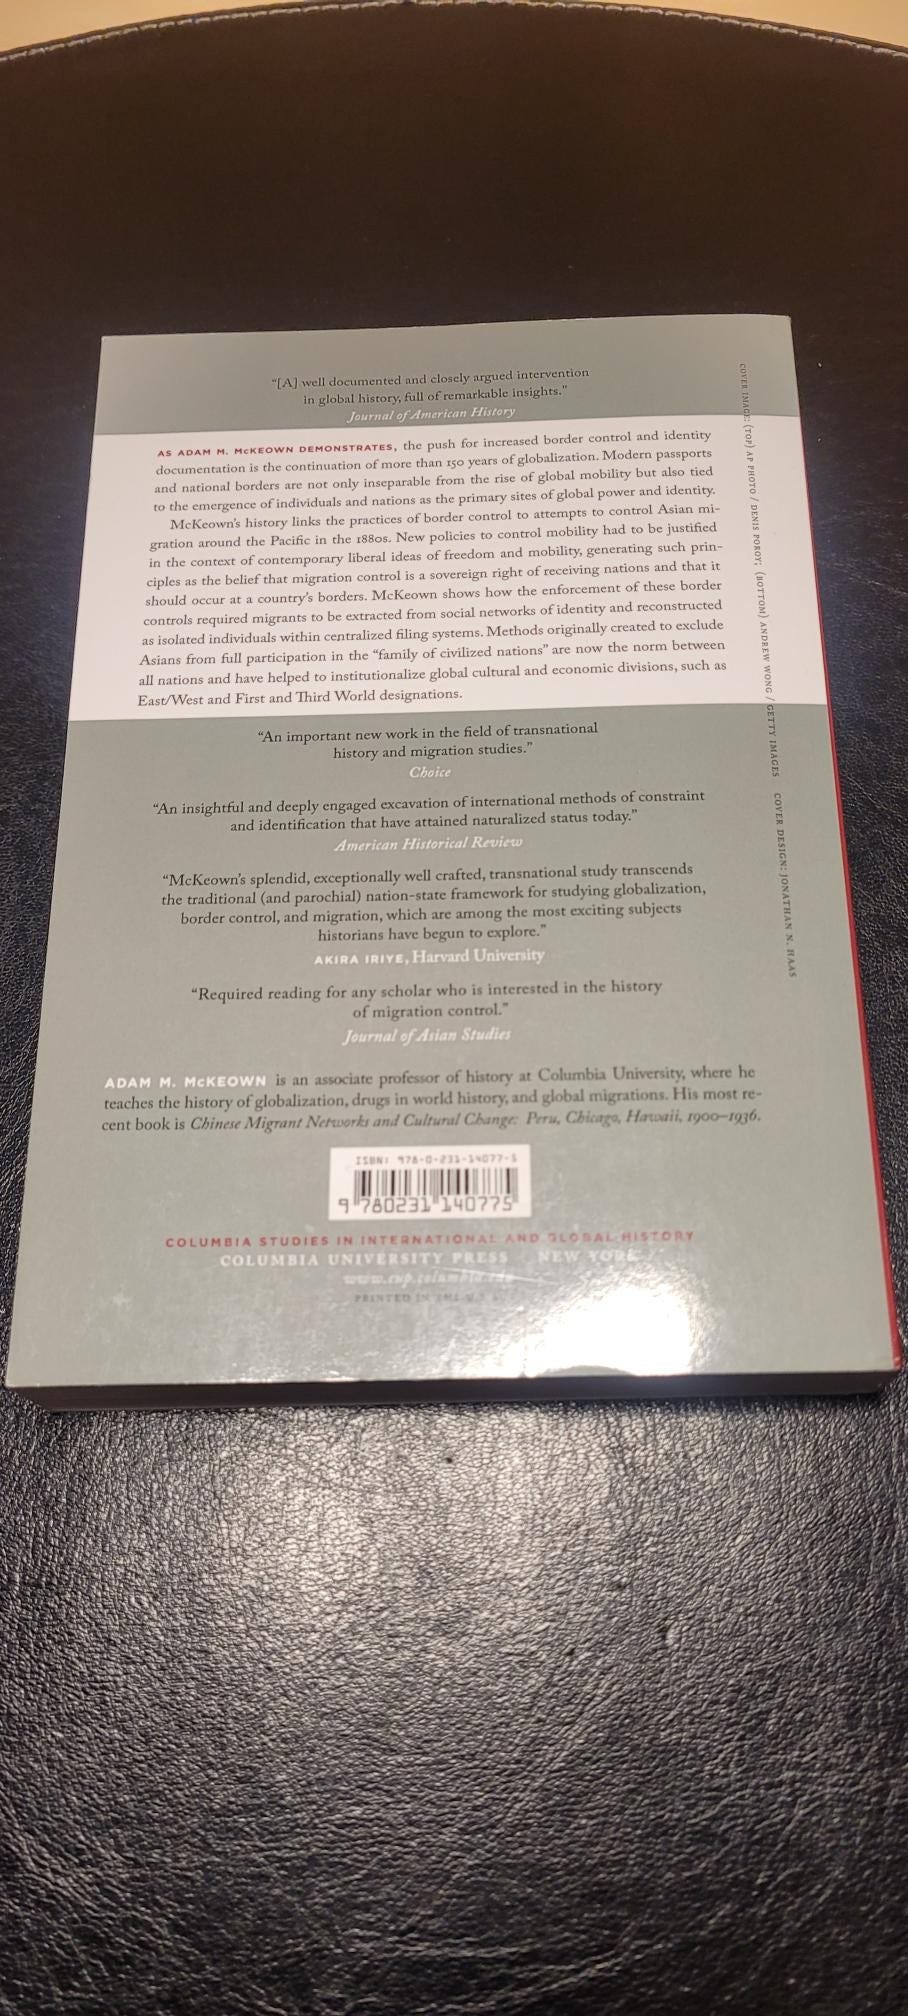 “[A] well documented and closely argued intervention
in global history, full of remarkable insights.”
Journal of American History
AS ADAM M. McKEOWN DEMONSTRATES, the push for increased border control and identity
documentation is the continuation of more than 150 years of globalization. Modern passports
and national borders are not only inseparable from the rise of global mobility but also tied
to the emergence of individuals and nations as the primary sites of global power and identity.
McKeown’s history links the practices of border control to attempts to control Asian mi-
gration around the Pacific in the 1880s. New policies to control mobility had to be justified
in the context of contemporary liberal ideas of freedom and mobility, generating such prin-
ciples as the belief that migration control is a sovereign right of receiving nations and that it
should occur at a country’s borders. McKeown shows how the enforcement of these border
controls required migrants to be extracted from social networks of identity and reconstructed
as isolated individuals within centralized filing systems. Methods originally created to exclude
Asians from full participation in the “family of civilized nations” are now the norm between
all nations and have helped to institutionalize global cultural and economic divisions, such as
East/West and First and Third World designations.
“An important new work in the field of transnational
history and migration studies.”
Choice
“An insightful and deeply engaged excavation of international methods of constraint
and identification that have attained naturalized status today.”
American Historical Review
“McKeown’s splendid, exceptionally well crafted, transnational study transcends
the traditional (and parochial) nation-state framework for studying globalization,
border control, and migration, which are among the most exciting subjects
historians have begun to explore.”
AKIRA IRIYE, Harvard University
“Required reading for any scholar who is interested in the history
of migration control.”
Journal of Asian Studies
ADAM M. McKEOWN is an associate professor of history at Columbia University, where he
teaches the history of globalization, drugs in world history, and global migrations. His most re-
cent book is Chinese Migrant Networks and Cultural Change: Peru, Chicago, Hawaii, 1900–1936.
ISBN: 978-0-231-14077-5
9 780231 140775
COLUMBIA STUDIES IN INTERNATIONAL AND GLOBAL HISTORY
COLUMBIA UNIVERSITY PRESS NEW YORK
www.cup.columbia.edu
PRINTED IN THE U.S.A.
COVER IMAGE: (TOP) AP PHOTO / DENIS POROY; (BOTTOM) ANDREW WONG / GETTY IMAGES COVER DESIGN: JONATHAN N. HAAS